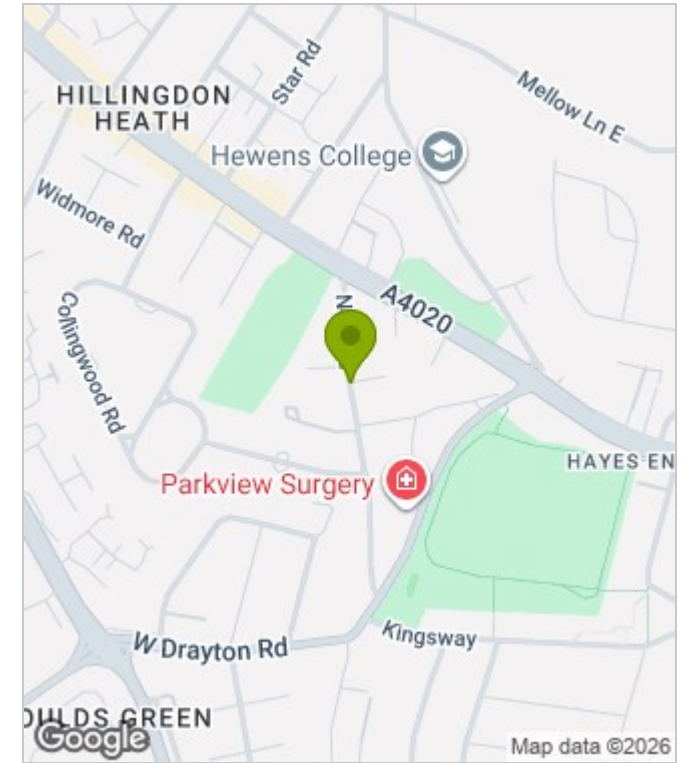 HILLINGDON
HEATH
Star Rd
Mellow Ln E
Hewens College
Widmore Rd
A4020
N
Collingwood Rd
Parkview Surgery
HAYES EN
W Drayton Rd
Kingsway
OULDS GREEN
Google
Map data ©2026